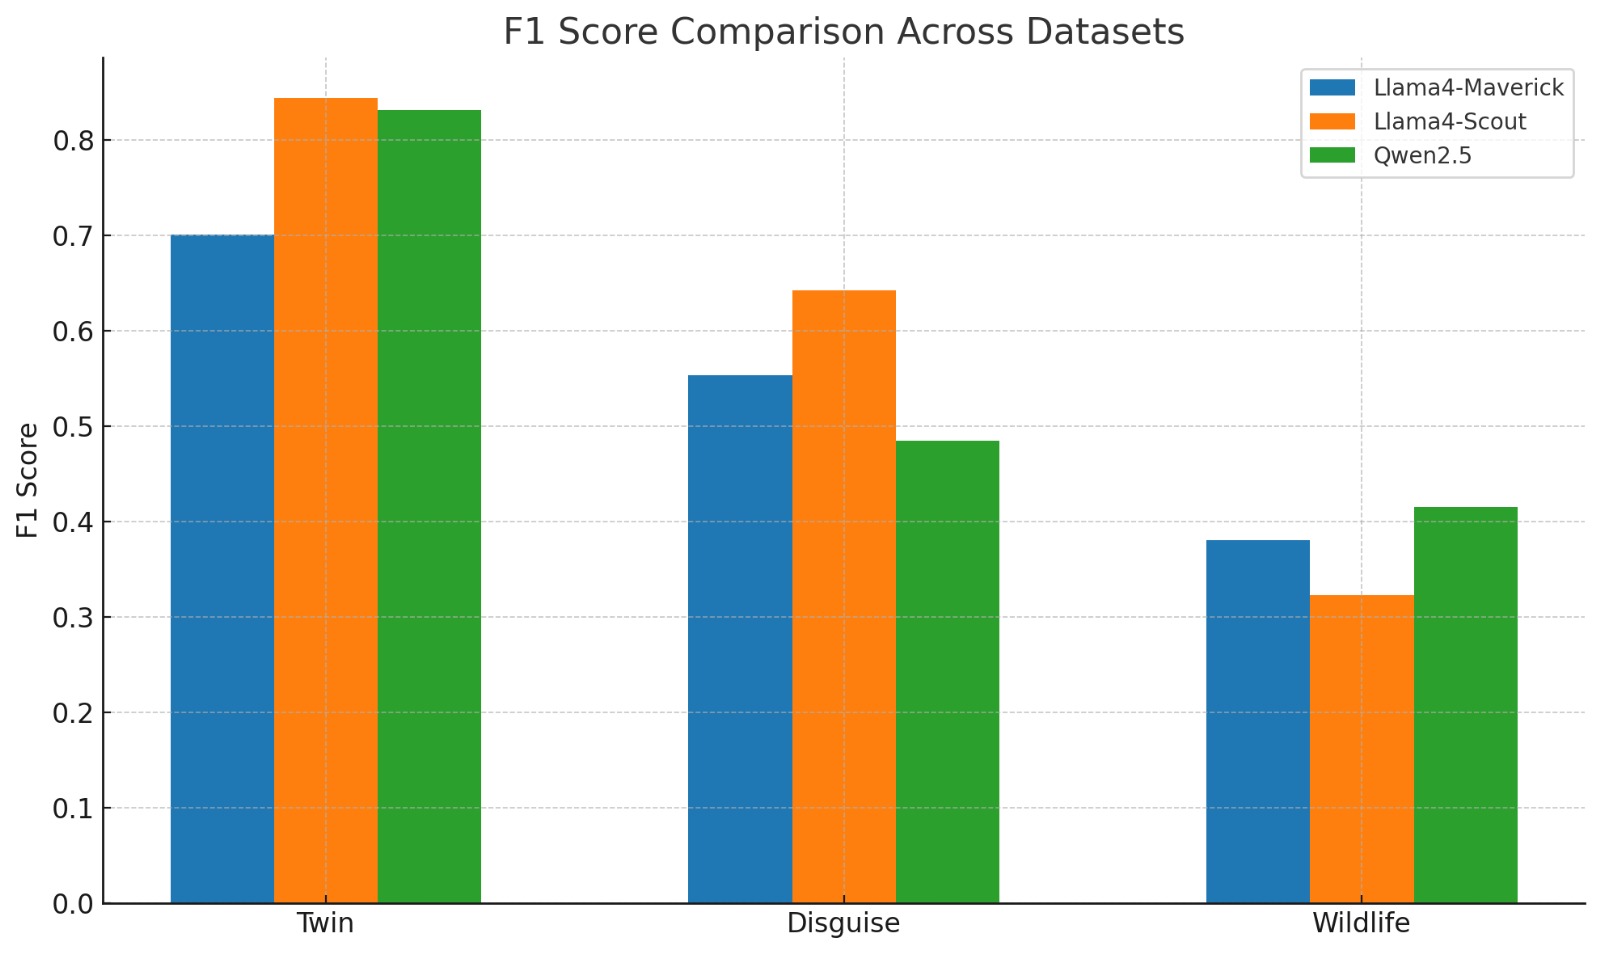 F1 Score Comparison Across Datasets
Llama4-Maverick
Llama4-Scout
Qwen2.5
F1 Score
0.8
0.7
0.6
0.5
0.4
0.3
0.2
0.1
0.0
Twin
Disguise
Wildlife